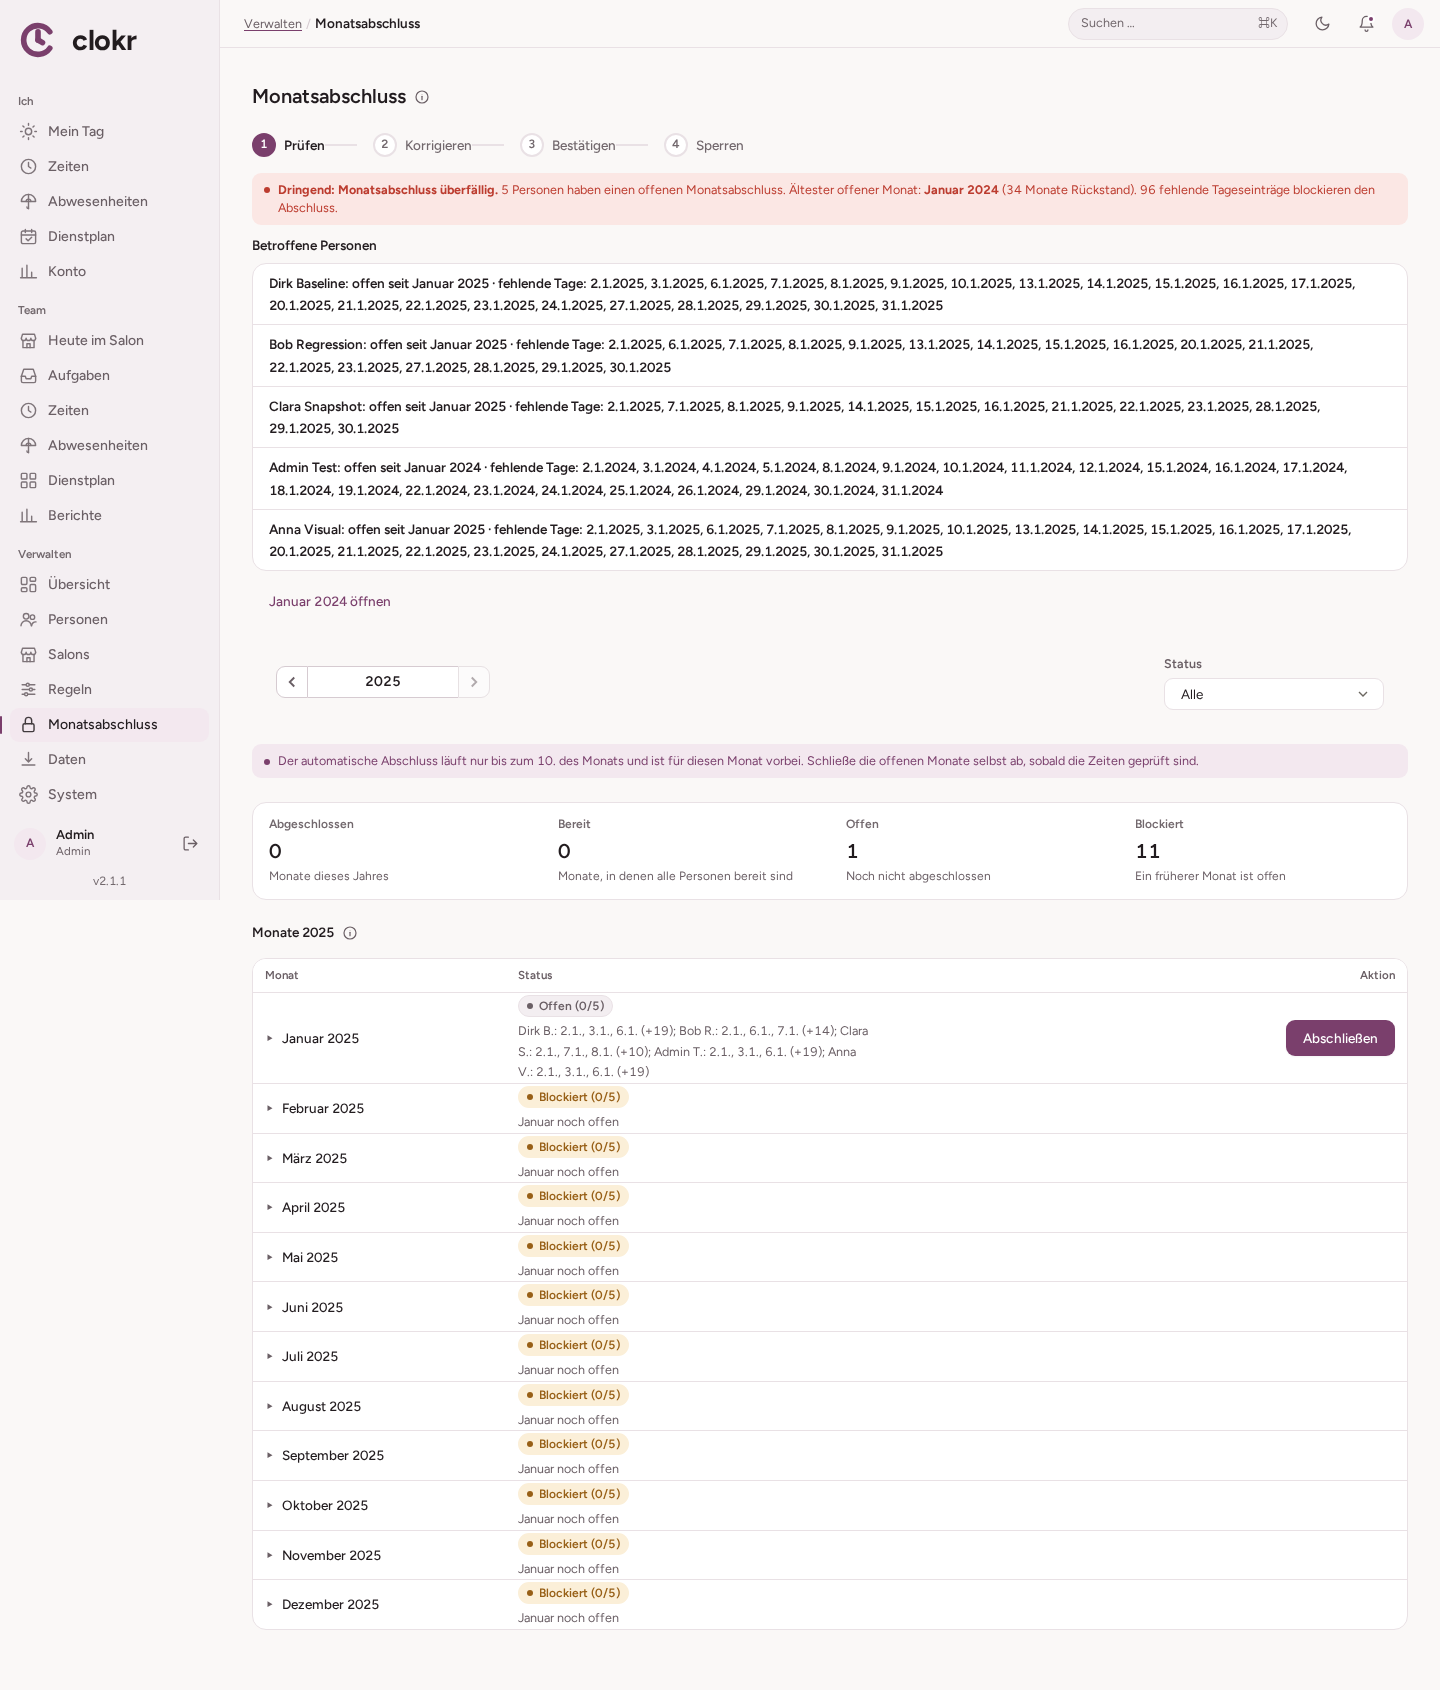 clokr
Verwalten / Monatsabschluss
Suchen ...
⌘K
A
Ich
Mein Tag
Zeiten
Abwesenheiten
Dienstplan
Konto
Team
Heute im Salon
Aufgaben
Zeiten
Abwesenheiten
Dienstplan
Berichte
Verwalten
Übersicht
Personen
Salons
Regeln
Monatsabschluss
Daten
System
A
Admin
Admin
v2.1.1
Monatsabschluss
1 Prüfen
2 Korrigieren
3 Bestätigen
4 Sperren
Dringend: Monatsabschluss überfällig. 5 Personen haben einen offenen Monatsabschluss. Ältester offener Monat: Januar 2024 (34 Monate Rückstand). 96 fehlende Tageseinträge blockieren den
Abschluss.
Betroffene Personen
Dirk Baseline: offen seit Januar 2025 · fehlende Tage: 2.1.2025, 3.1.2025, 6.1.2025, 7.1.2025, 8.1.2025, 9.1.2025, 10.1.2025, 13.1.2025, 14.1.2025, 15.1.2025, 16.1.2025, 17.1.2025,
20.1.2025, 21.1.2025, 22.1.2025, 23.1.2025, 24.1.2025, 27.1.2025, 28.1.2025, 29.1.2025, 30.1.2025, 31.1.2025
Bob Regression: offen seit Januar 2025 · fehlende Tage: 2.1.2025, 6.1.2025, 7.1.2025, 8.1.2025, 9.1.2025, 13.1.2025, 14.1.2025, 15.1.2025, 16.1.2025, 20.1.2025, 21.1.2025,
22.1.2025, 23.1.2025, 27.1.2025, 28.1.2025, 29.1.2025, 30.1.2025
Clara Snapshot: offen seit Januar 2025 · fehlende Tage: 2.1.2025, 7.1.2025, 8.1.2025, 9.1.2025, 14.1.2025, 15.1.2025, 16.1.2025, 21.1.2025, 22.1.2025, 23.1.2025, 28.1.2025,
29.1.2025, 30.1.2025
Admin Test: offen seit Januar 2024 · fehlende Tage: 2.1.2024, 3.1.2024, 4.1.2024, 5.1.2024, 8.1.2024, 9.1.2024, 10.1.2024, 11.1.2024, 12.1.2024, 15.1.2024, 16.1.2024, 17.1.2024,
18.1.2024, 19.1.2024, 22.1.2024, 23.1.2024, 24.1.2024, 25.1.2024, 26.1.2024, 29.1.2024, 30.1.2024, 31.1.2024
Anna Visual: offen seit Januar 2025 · fehlende Tage: 2.1.2025, 3.1.2025, 6.1.2025, 7.1.2025, 8.1.2025, 9.1.2025, 10.1.2025, 13.1.2025, 14.1.2025, 15.1.2025, 16.1.2025, 17.1.2025,
20.1.2025, 21.1.2025, 22.1.2025, 23.1.2025, 24.1.2025, 27.1.2025, 28.1.2025, 29.1.2025, 30.1.2025, 31.1.2025
Januar 2024 öffnen
2025
Status
Alle
Der automatische Abschluss läuft nur bis zum 10. des Monats und ist für diesen Monat vorbei. Schließe die offenen Monate selbst ab, sobald die Zeiten geprüft sind.
Abgeschlossen
0
Monate dieses Jahres
Bereit
0
Monate, in denen alle Personen bereit sind
Offen
1
Noch nicht abgeschlossen
Blockiert
11
Ein früherer Monat ist offen
Monate 2025
Monat Status Aktion
Januar 2025
Offen (0/5)
Dirk B.: 2.1., 3.1., 6.1. (+19); Bob R.: 2.1., 6.1., 7.1. (+14); Clara
S.: 2.1., 7.1., 8.1. (+10); Admin T.: 2.1., 3.1., 6.1. (+19); Anna
V.: 2.1., 3.1., 6.1. (+19)
Abschließen
Februar 2025
Blockiert (0/5)
Januar noch offen
März 2025
Blockiert (0/5)
Januar noch offen
April 2025
Blockiert (0/5)
Januar noch offen
Mai 2025
Blockiert (0/5)
Januar noch offen
Juni 2025
Blockiert (0/5)
Januar noch offen
Juli 2025
Blockiert (0/5)
Januar noch offen
August 2025
Blockiert (0/5)
Januar noch offen
September 2025
Blockiert (0/5)
Januar noch offen
Oktober 2025
Blockiert (0/5)
Januar noch offen
November 2025
Blockiert (0/5)
Januar noch offen
Dezember 2025
Blockiert (0/5)
Januar noch offen